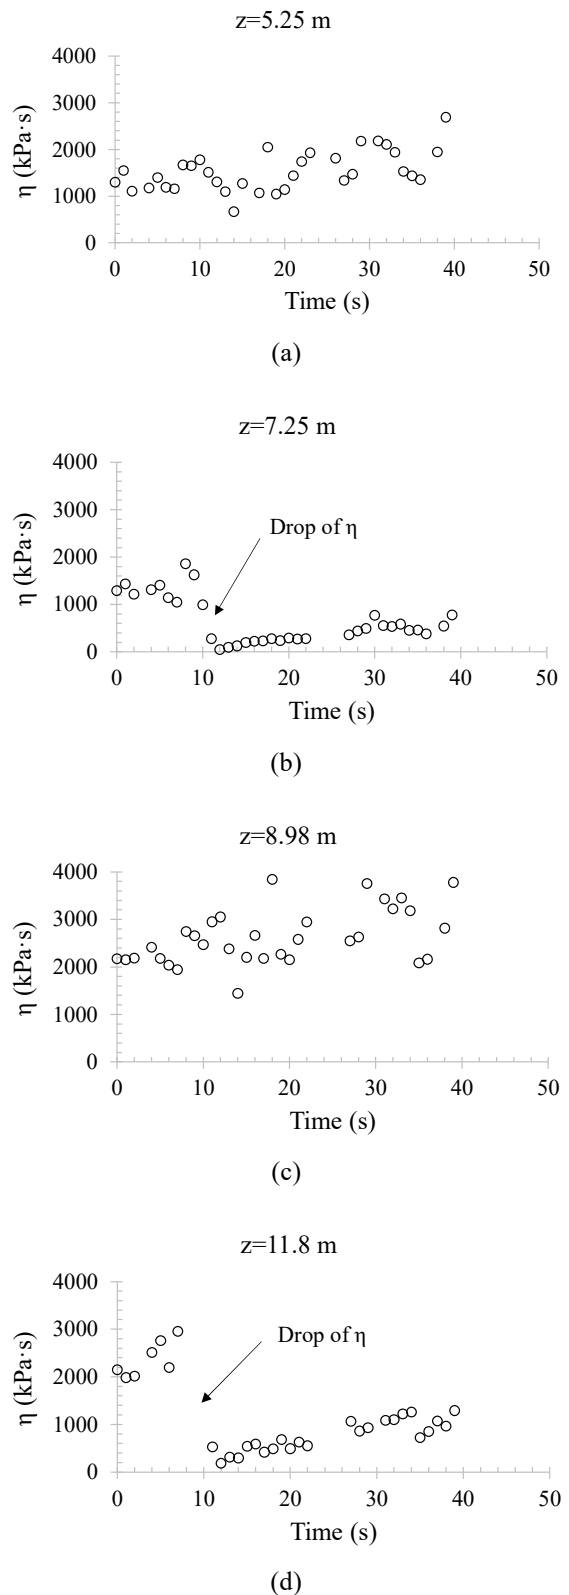 z=5.25 m
4000
3000
2000
1000
0
η (kPa·s)
0 10 20 30 40 50
Time (s)
(a)
z=7.25 m
4000
3000
2000
1000
0
η (kPa·s)
Drop of η
0 10 20 30 40 50
Time (s)
(b)
z=8.98 m
4000
3000
2000
1000
0
η (kPa·s)
0 10 20 30 40 50
Time (s)
(c)
z=11.8 m
4000
3000
2000
1000
0
η (kPa·s)
Drop of η
0 10 20 30 40 50
Time (s)
(d)